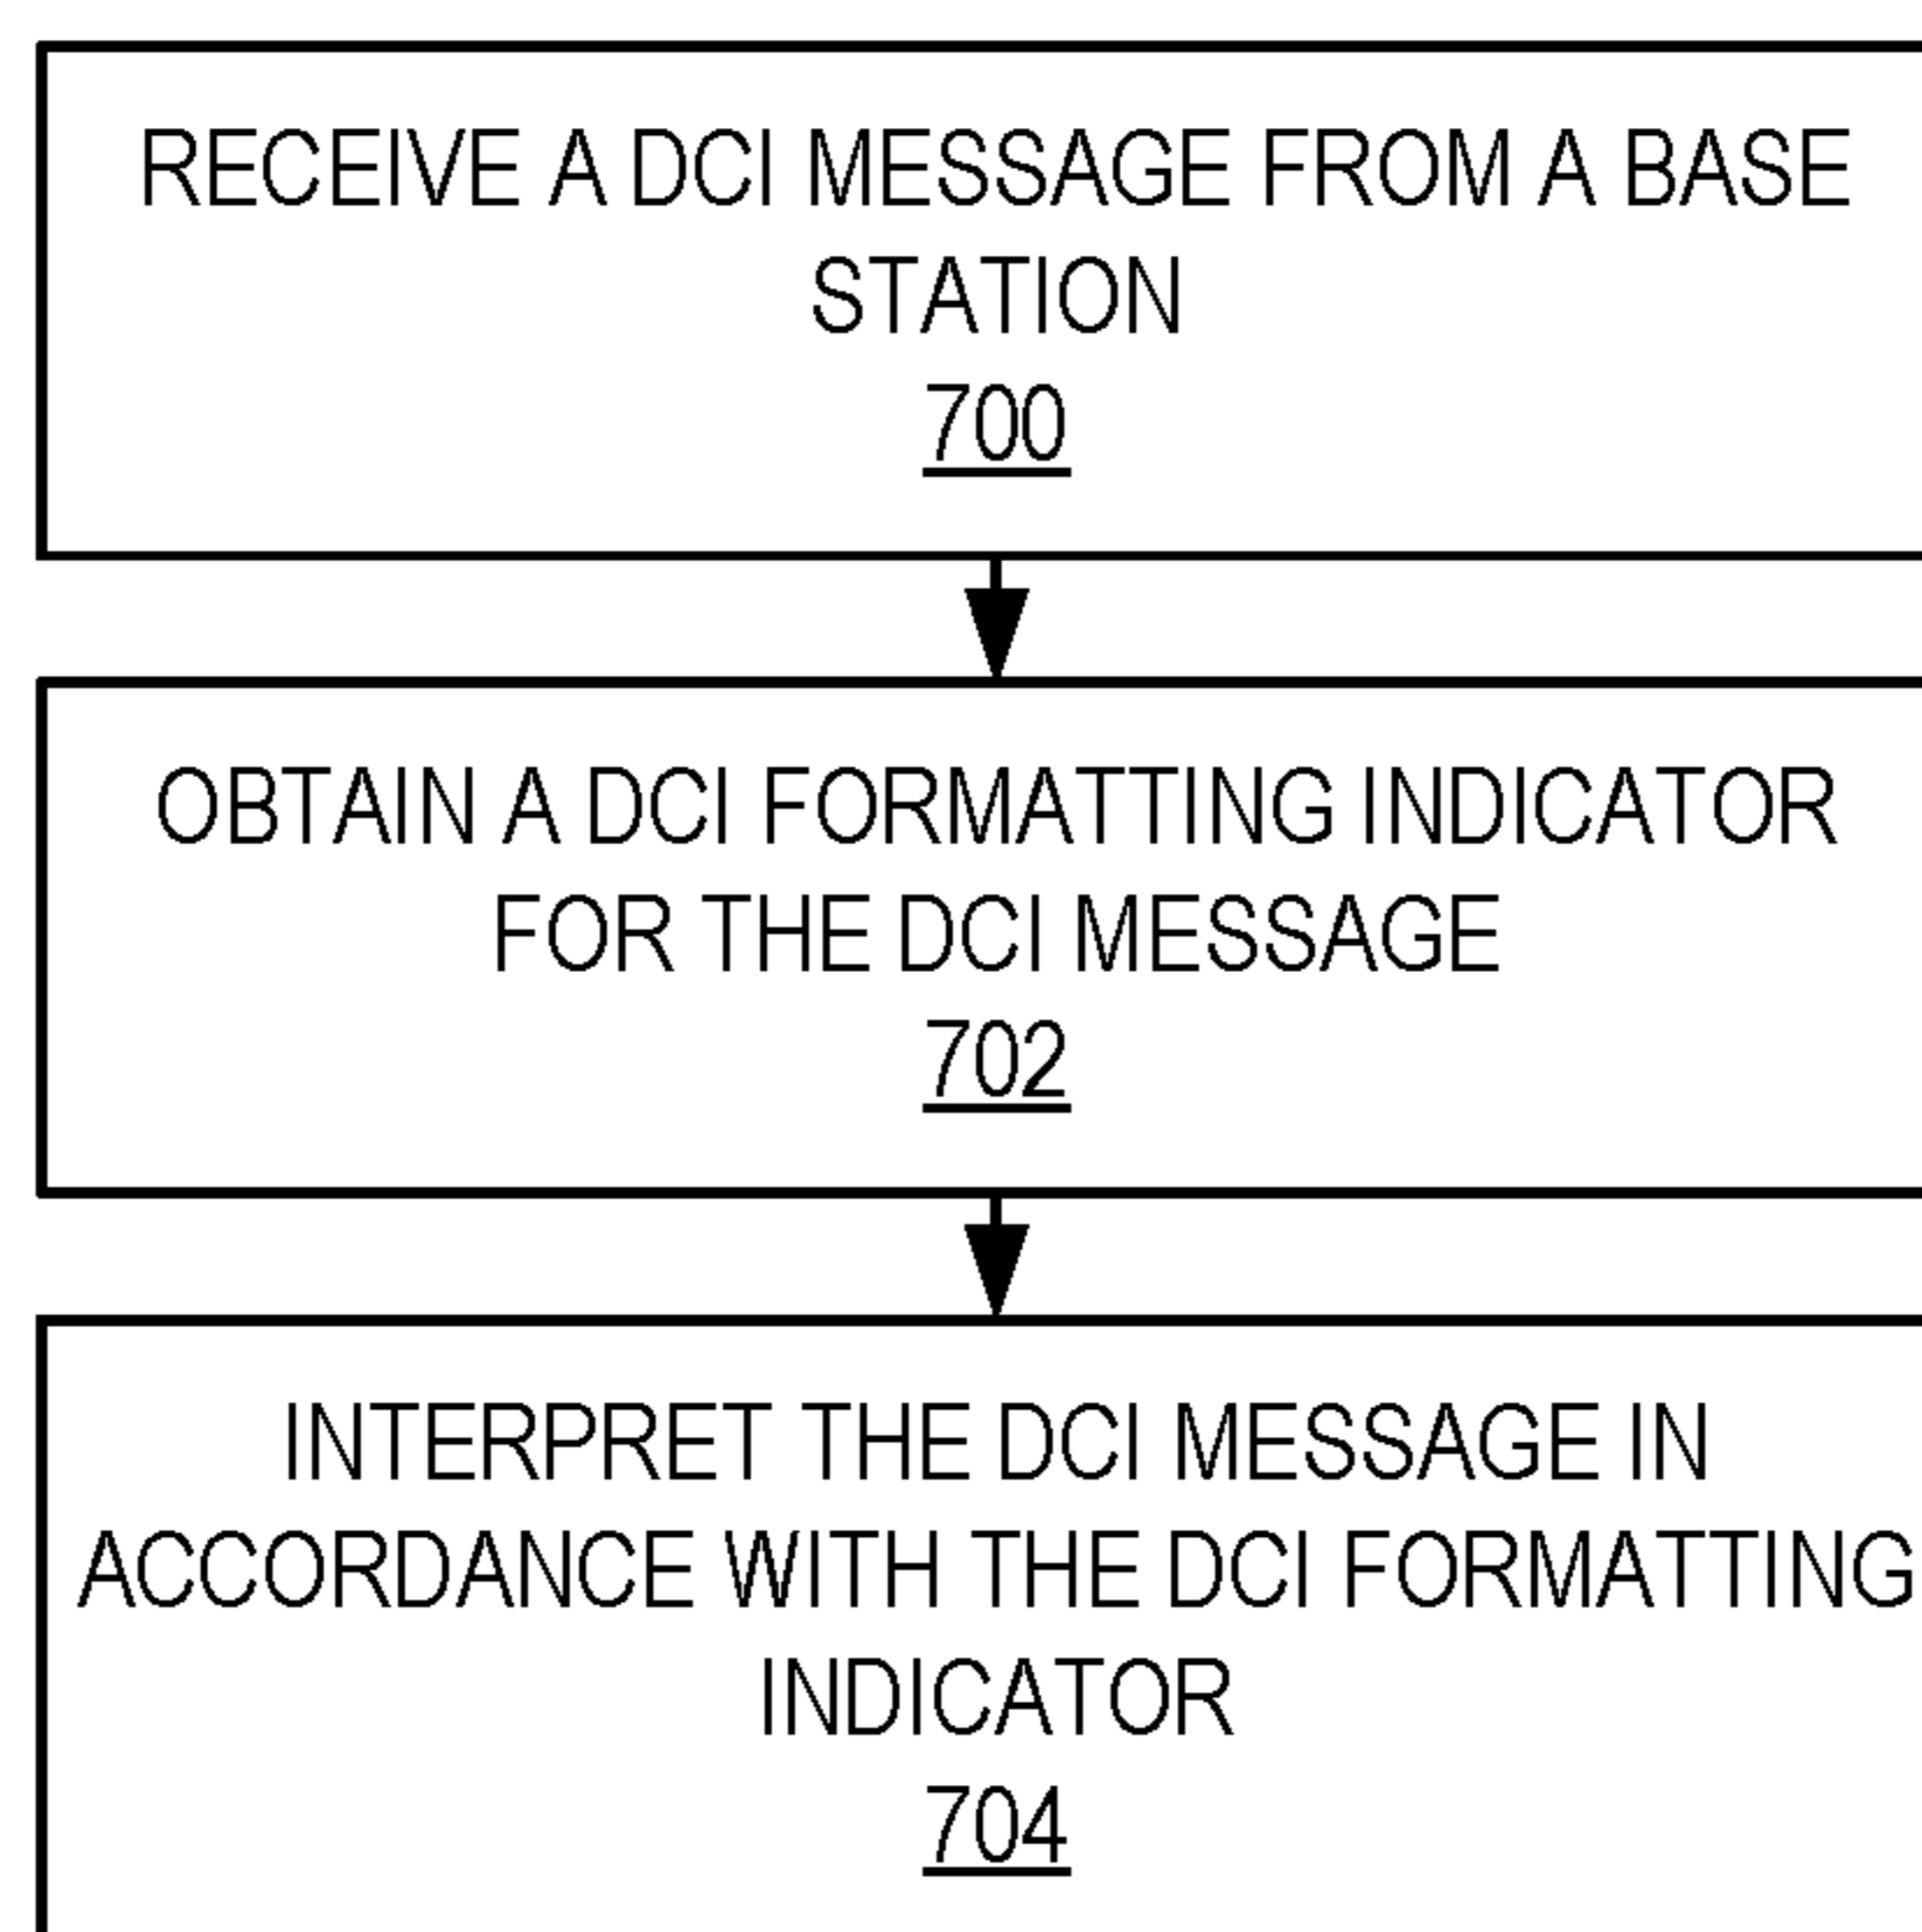 RECEIVE A DCI MESSAGE FROM A BASE
STATION
700
OBTAIN A DCI FORMATTING INDICATOR
FOR THE DCI MESSAGE
702
INTERPRET THE DCI MESSAGE IN
ACCORDANCE WITH THE DCI FORMATTING
INDICATOR
704